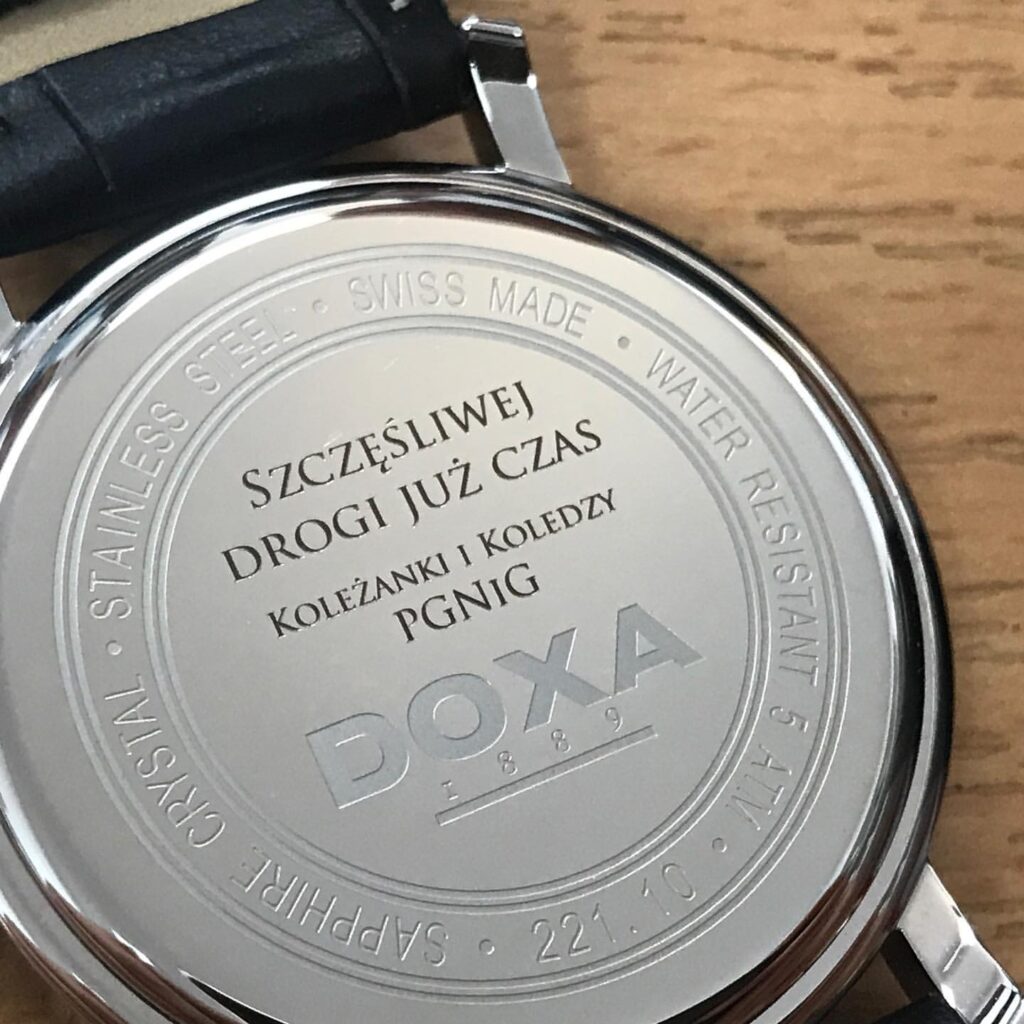 SZCZĘŚLIWEJ
DROGI JUŻ CZAS
KOLEŻANKI I KOLEDZY
PGNiG
DOXA
1889
SWISS MADE • WATER RESISTANT 5 ATM • 221.10 • SAPPHIRE CRYSTAL • STAINLESS STEEL •